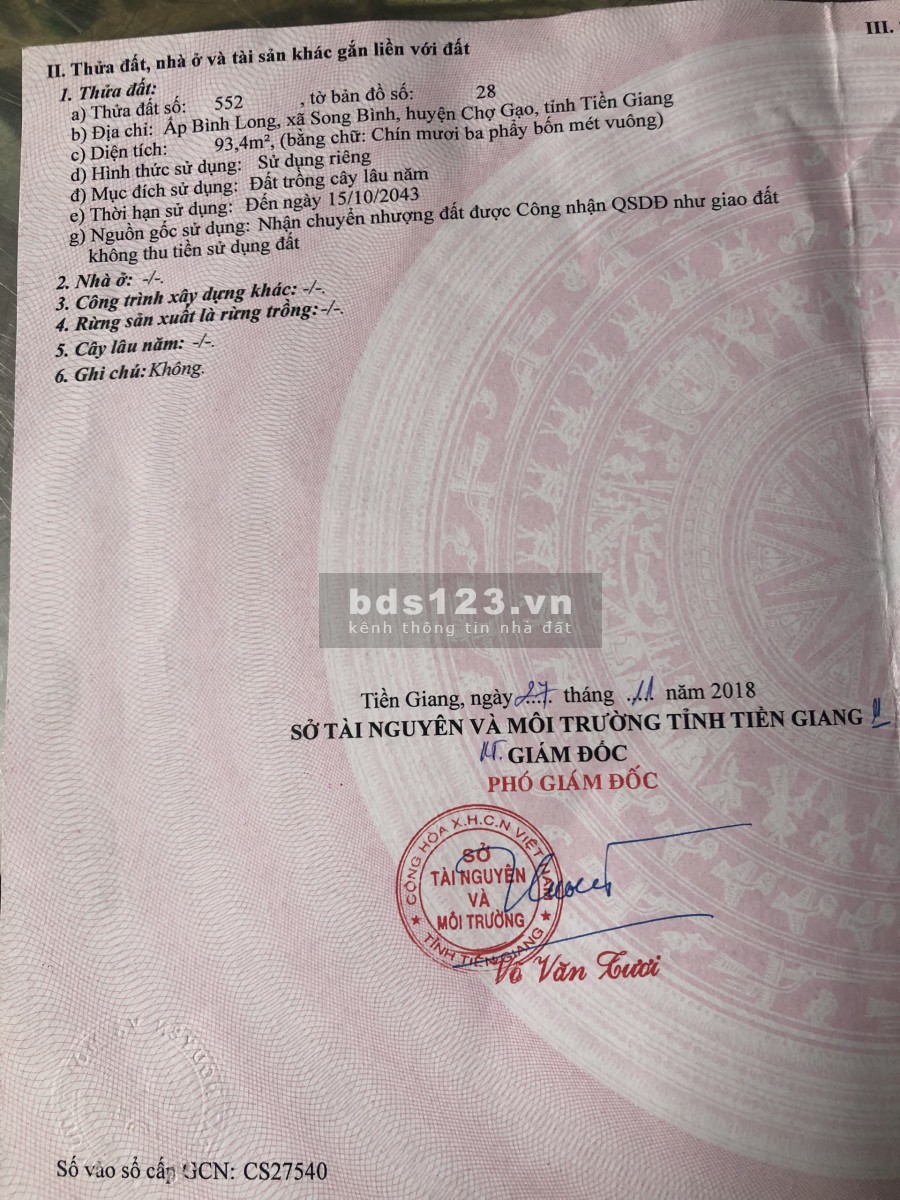 III.
II. Thửa đất, nhà ở và tài sản khác gắn liền với đất
1. Thửa đất:
a) Thửa đất số: 552 , tờ bản đồ số: 28
b) Địa chỉ: Ấp Bình Long, xã Song Bình, huyện Chợ Gạo, tỉnh Tiền Giang
c) Diện tích: 93,4m², (bằng chữ: Chín mươi ba phẩy bốn mét vuông)
d) Hình thức sử dụng: Sử dụng riêng
đ) Mục đích sử dụng: Đất trồng cây lâu năm
e) Thời hạn sử dụng: Đến ngày 15/10/2043
g) Nguồn gốc sử dụng: Nhận chuyển nhượng đất được Công nhận QSDĐ như giao đất
không thu tiền sử dụng đất
2. Nhà ở: -/-.
3. Công trình xây dựng khác: -/-.
4. Rừng sản xuất là rừng trồng: -/-.
5. Cây lâu năm: -/-.
6. Ghi chú: Không.
bds123.vn
kênh thông tin nhà đất
Tiền Giang, ngày 27 tháng 11 năm 2018
SỞ TÀI NGUYÊN VÀ MÔI TRƯỜNG TỈNH TIỀN GIANG
KT. GIÁM ĐỐC
PHÓ GIÁM ĐỐC
CỘNG HÒA X.H.C.N VIỆT NAM
SỞ
TÀI NGUYÊN
VÀ
MÔI TRƯỜNG
TỈNH TIỀN GIANG
Võ Văn Tươi
Số vào sổ cấp GCN: CS27540